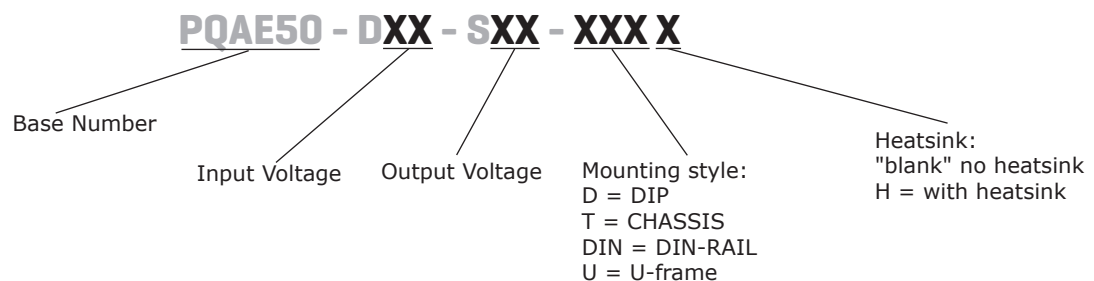 PQAE50 - DXX - SXX - XXX X
Base Number
Input Voltage
Output Voltage
Mounting style:
D = DIP
T = CHASSIS
DIN = DIN-RAIL
U = U-frame
Heatsink:
"blank" no heatsink
H = with heatsink